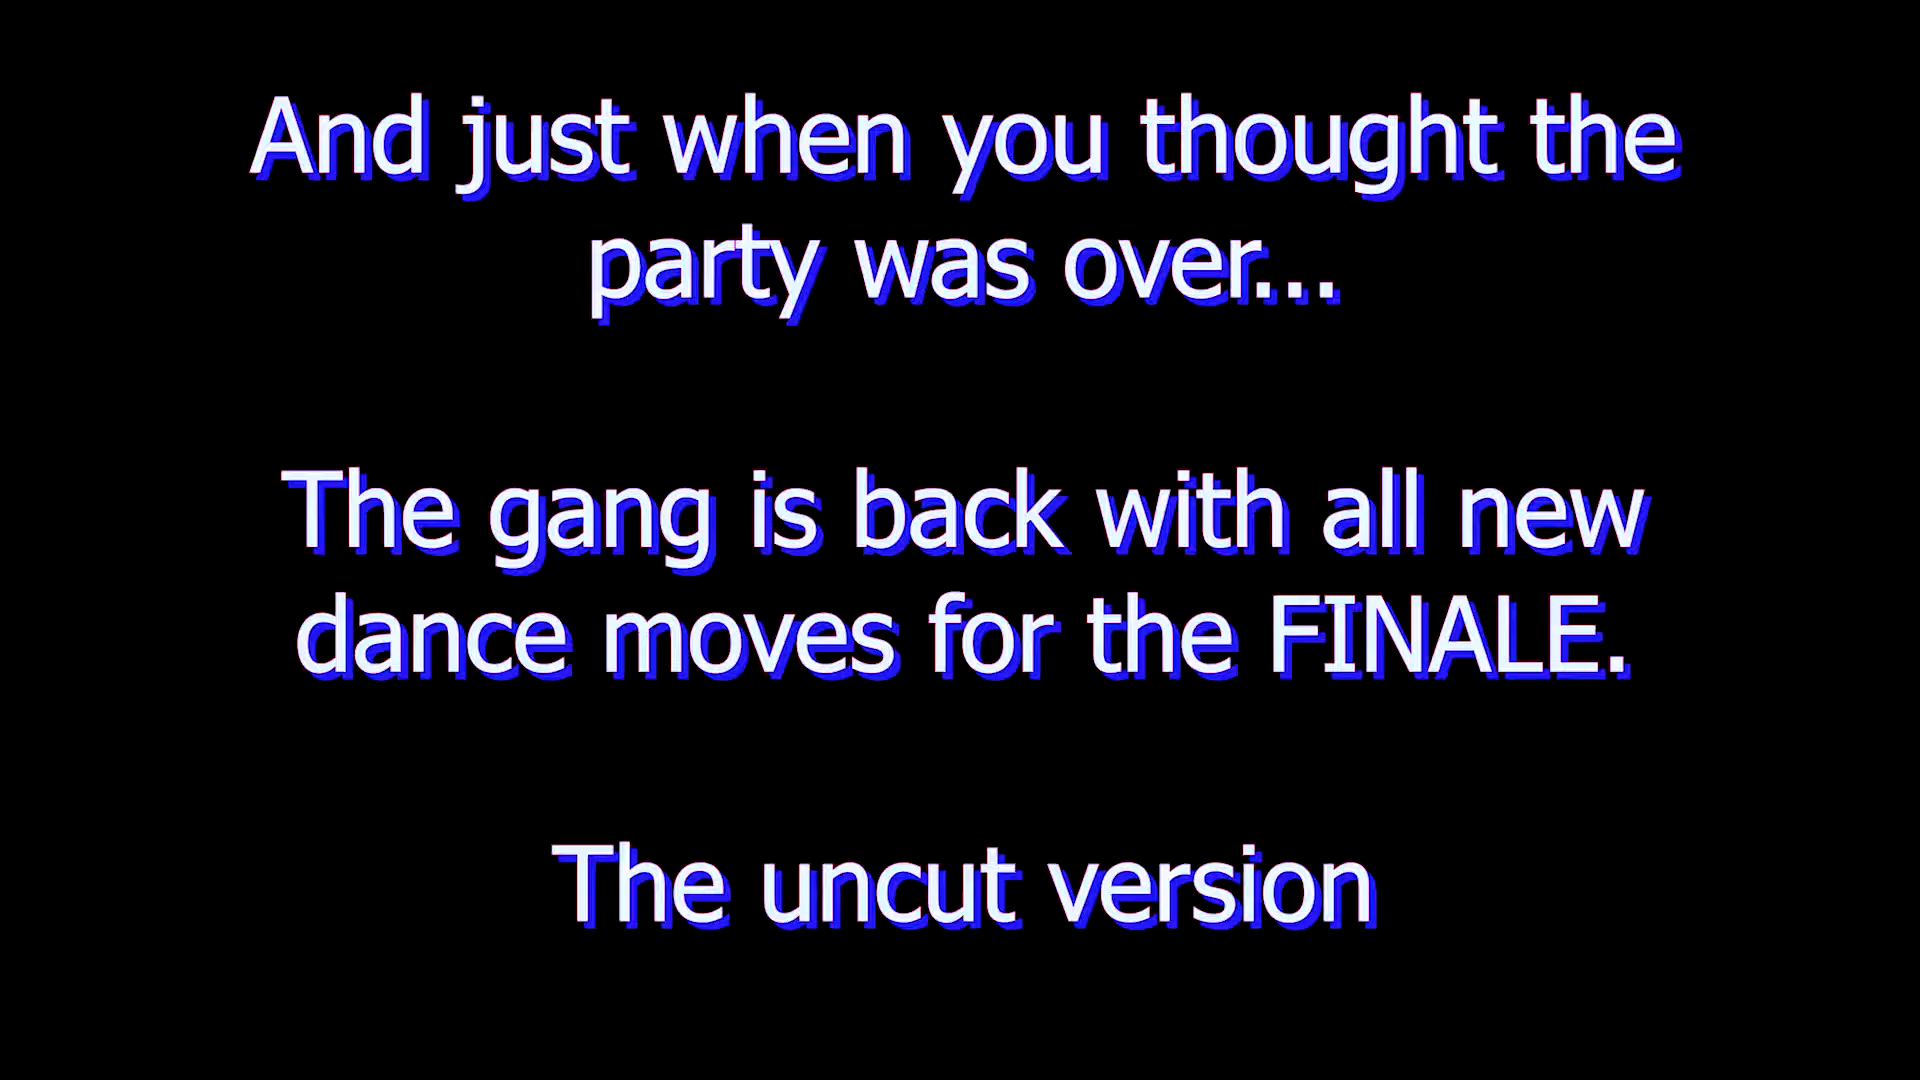 And just when you thought the
party was over...
The gang is back with all new
dance moves for the FINALE.
The uncut version